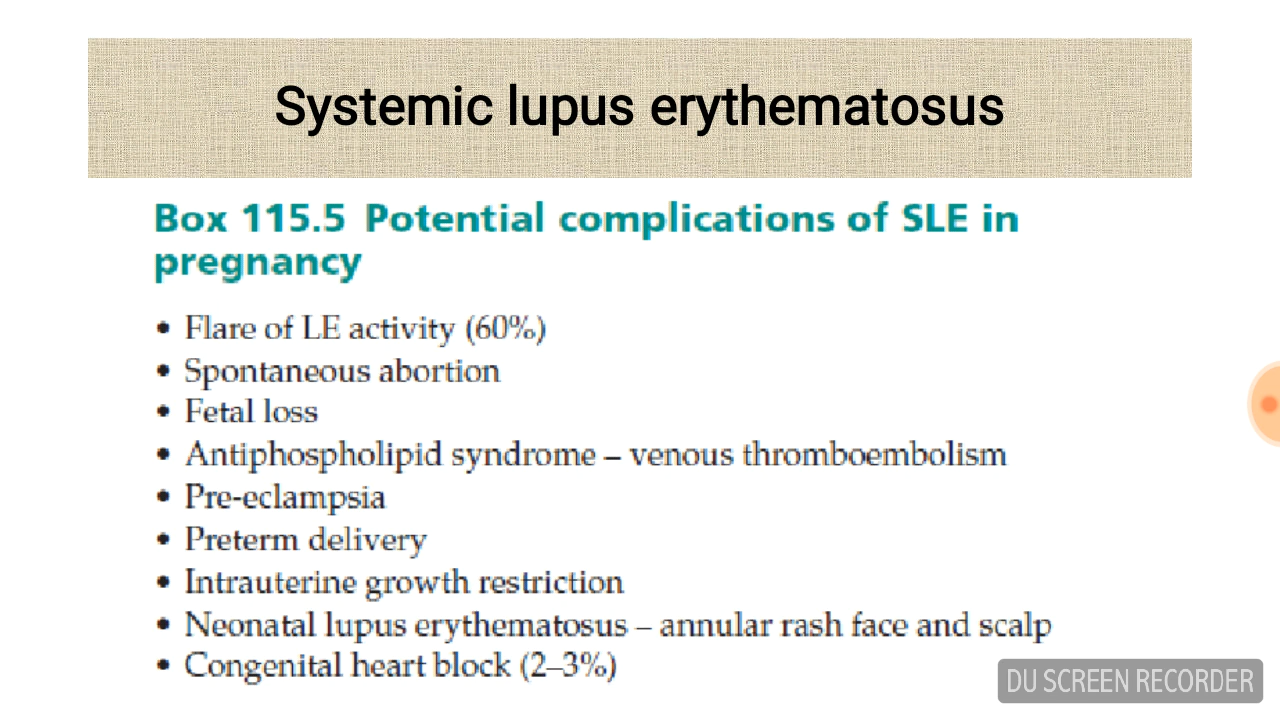 Systemic lupus erythematosus
Box 115.5 Potential complications of SLE in
pregnancy
• Flare of LE activity (60%)
• Spontaneous abortion
• Fetal loss
• Antiphospholipid syndrome – venous thromboembolism
• Pre-eclampsia
• Preterm delivery
• Intrauterine growth restriction
• Neonatal lupus erythematosus – annular rash face and scalp
• Congenital heart block (2–3%)
DU SCREEN RECORDER